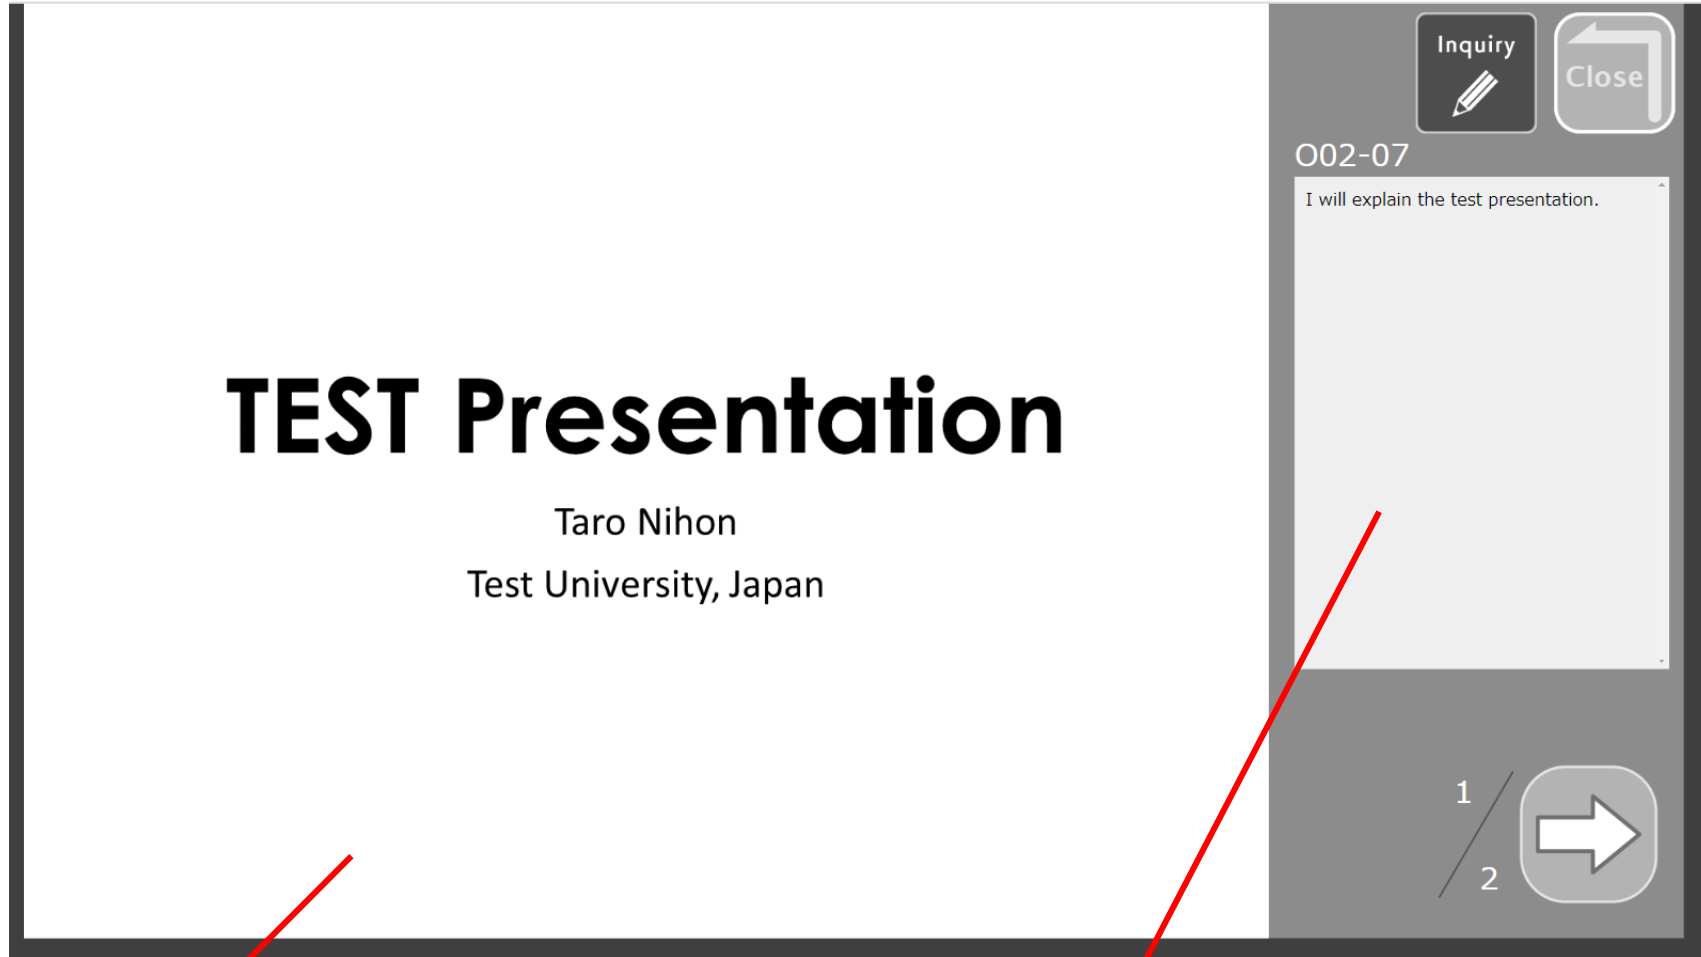 TEST Presentation
Taro Nihon
Test University, Japan
Inquiry
Close
O02-07
I will explain the test presentation.
1
2